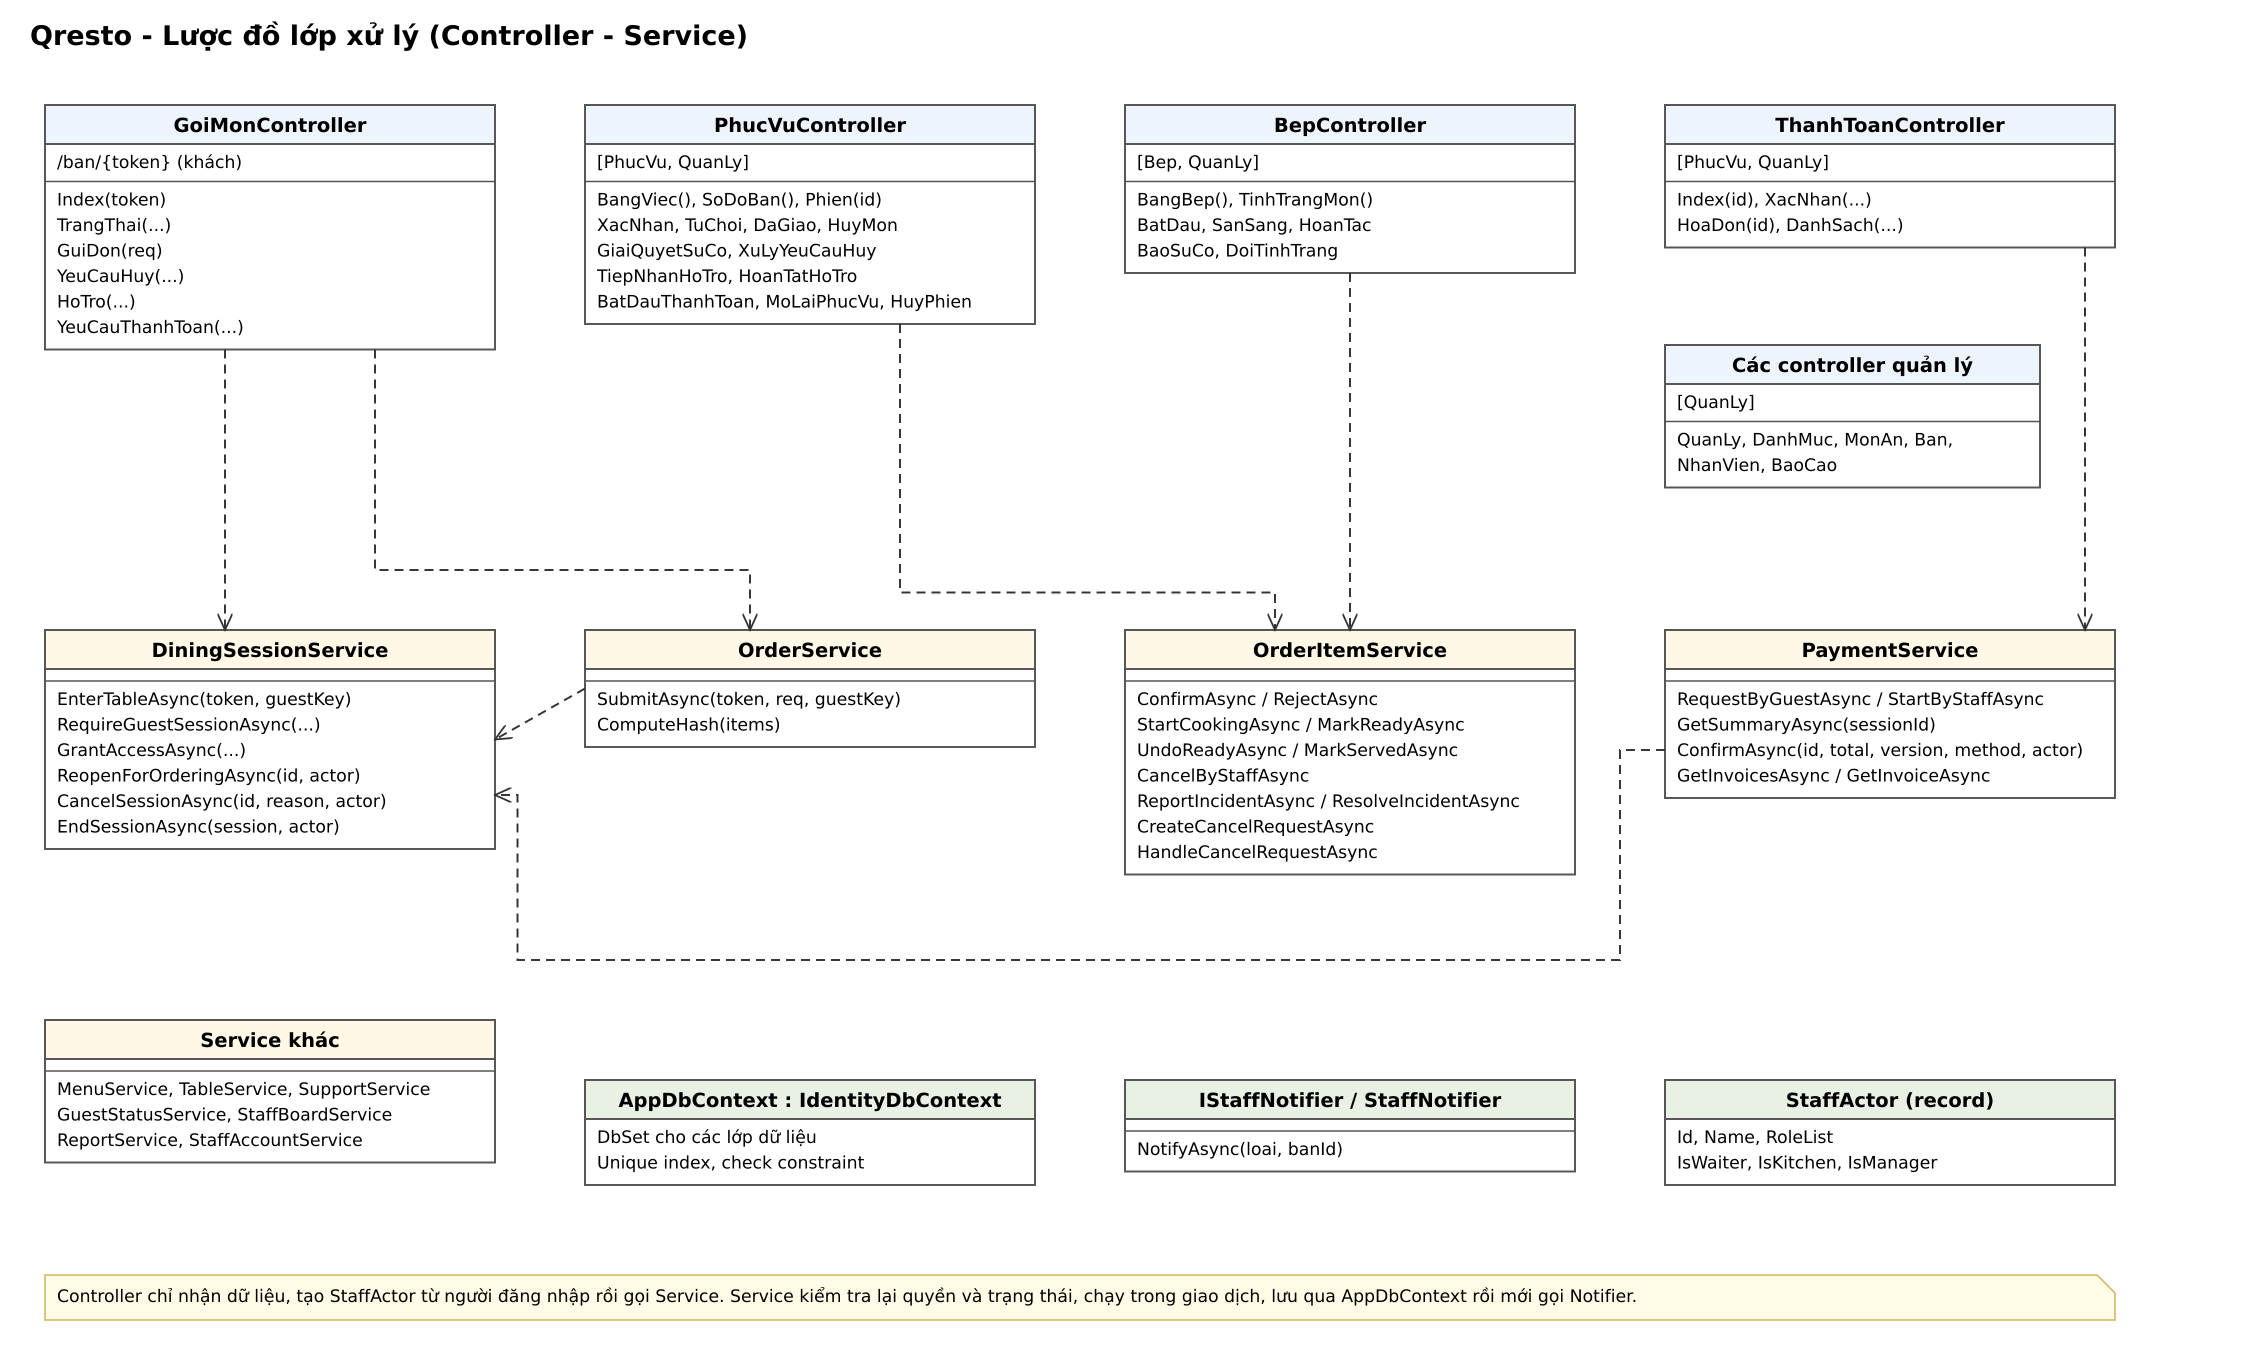 Qresto - Lược đồ lớp xử lý (Controller - Service)
GoiMonController
/ban/{token} (khách)
Index(token)
TrangThai(...)
GuiDon(req)
YeuCauHuy(...)
HoTro(...)
YeuCauThanhToan(...)
PhucVuController
[PhucVu, QuanLy]
BangViec(), SoDoBan(), Phien(id)
XacNhan, TuChoi, DaGiao, HuyMon
GiaiQuyetSuCo, XuLyYeuCauHuy
TiepNhanHoTro, HoanTatHoTro
BatDauThanhToan, MoLaiPhucVu, HuyPhien
BepController
[Bep, QuanLy]
BangBep(), TinhTrangMon()
BatDau, SanSang, HoanTac
BaoSuCo, DoiTinhTrang
ThanhToanController
[PhucVu, QuanLy]
Index(id), XacNhan(...)
HoaDon(id), DanhSach(...)
Các controller quản lý
[QuanLy]
QuanLy, DanhMuc, MonAn, Ban,
NhanVien, BaoCao
DiningSessionService
EnterTableAsync(token, guestKey)
RequireGuestSessionAsync(...)
GrantAccessAsync(...)
ReopenForOrderingAsync(id, actor)
CancelSessionAsync(id, reason, actor)
EndSessionAsync(session, actor)
OrderService
SubmitAsync(token, req, guestKey)
ComputeHash(items)
OrderItemService
ConfirmAsync / RejectAsync
StartCookingAsync / MarkReadyAsync
UndoReadyAsync / MarkServedAsync
CancelByStaffAsync
ReportIncidentAsync / ResolveIncidentAsync
CreateCancelRequestAsync
HandleCancelRequestAsync
PaymentService
RequestByGuestAsync / StartByStaffAsync
GetSummaryAsync(sessionId)
ConfirmAsync(id, total, version, method, actor)
GetInvoicesAsync / GetInvoiceAsync
Service khác
MenuService, TableService, SupportService
GuestStatusService, StaffBoardService
ReportService, StaffAccountService
AppDbContext : IdentityDbContext
DbSet cho các lớp dữ liệu
Unique index, check constraint
IStaffNotifier / StaffNotifier
NotifyAsync(loai, banId)
StaffActor (record)
Id, Name, RoleList
IsWaiter, IsKitchen, IsManager
Controller chỉ nhận dữ liệu, tạo StaffActor từ người đăng nhập rồi gọi Service. Service kiểm tra lại quyền và trạng thái, chạy trong giao dịch, lưu qua AppDbContext rồi mới gọi Notifier.